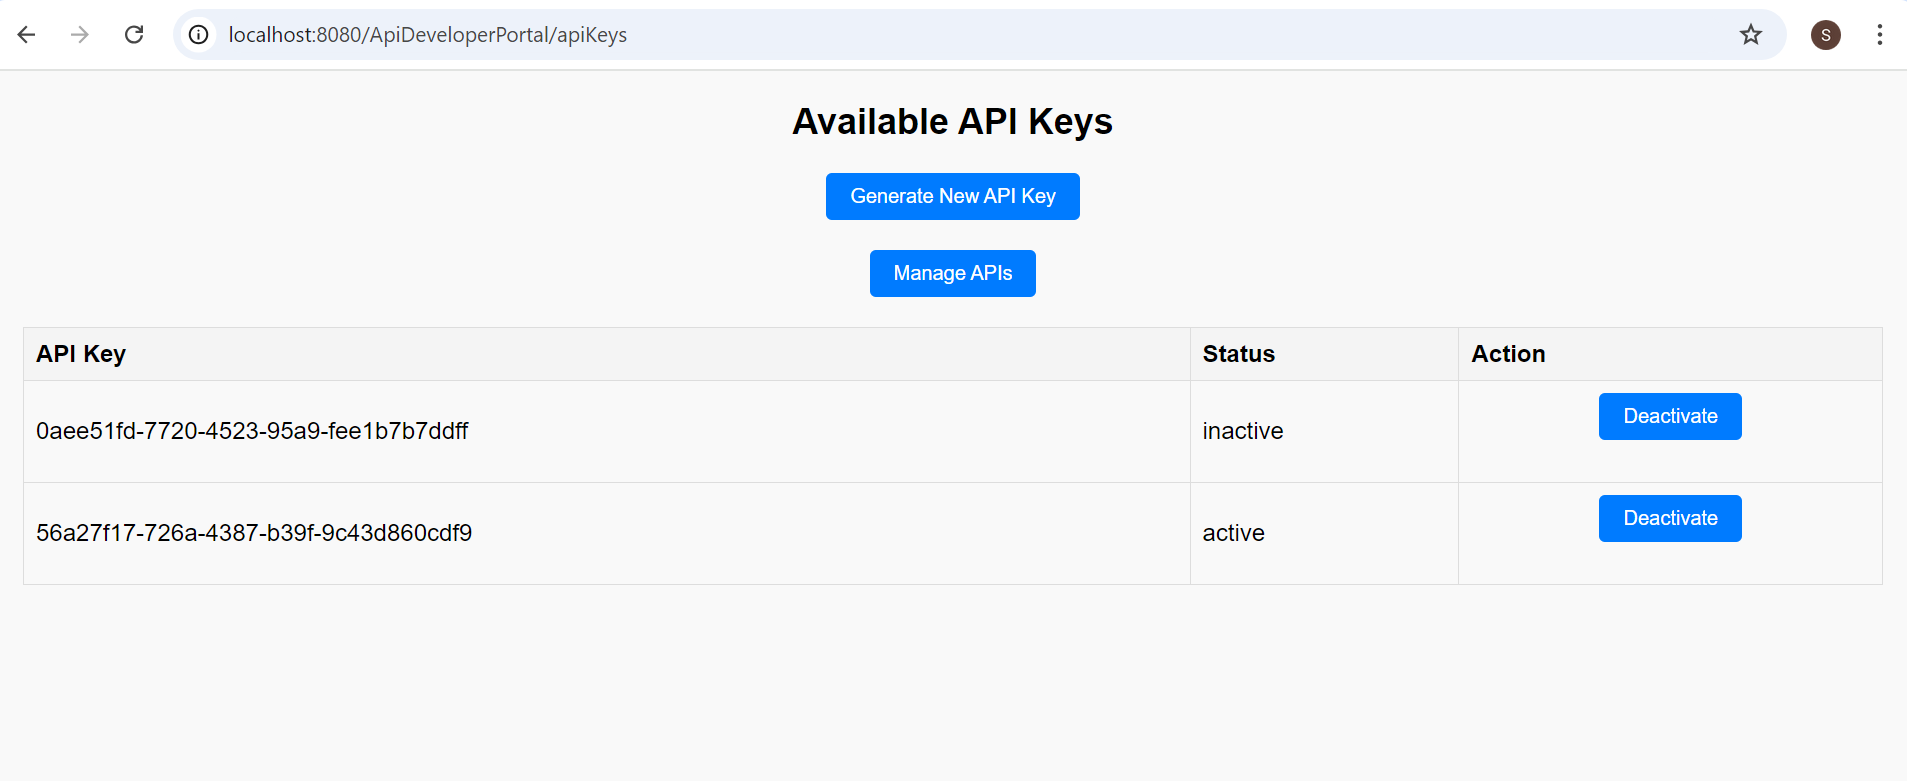 localhost:8080/ApiDeveloperPortal/apiKeys
S
Available API Keys
Generate New API Key
Manage APIs
API Key Status Action
0aee51fd-7720-4523-95a9-fee1b7b7ddff inactive Deactivate
56a27f17-726a-4387-b39f-9c43d860cdf9 active Deactivate